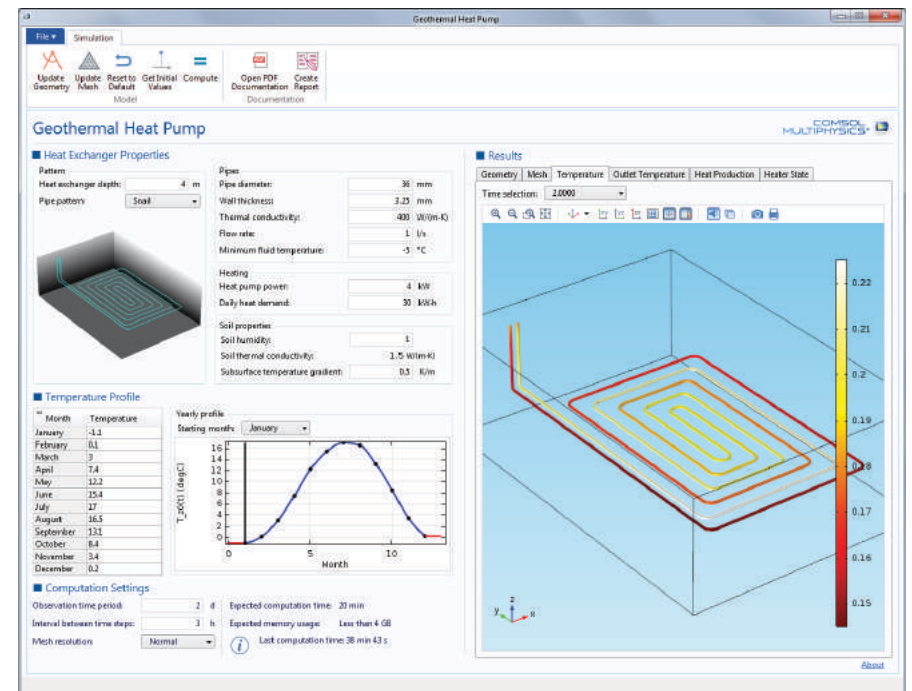 Geothermal Heat Pump
File
Simulation
Update Geometry
Update Mesh
Reset to Default
Get Initial Values
Compute
Model
Open PDF Documentation
Create Report
Documentation
Geothermal Heat Pump
COMSOL
MULTIPHYSICS®
Heat Exchanger Properties
Pattern
Heat exchanger depth: 4 m
Pipe pattern: Snail
Pipes
Pipe diameter: 36 mm
Wall thickness: 3.25 mm
Thermal conductivity: 400 W/(m·K)
Flow rate: 1 l/s
Minimum fluid temperature: -5 °C
Heating
Heat pump power: 4 kW
Daily heat demand: 30 kW·h
Soil properties
Soil humidity: 1
Soil thermal conductivity: 1.5 W/(m·K)
Subsurface temperature gradient: 0.5 K/m
Temperature Profile
Month Temperature
January -1.1
February 0.1
March 3
April 7.4
May 12.2
June 15.4
July 17
August 16.5
September 13.1
October 8.4
November 3.4
December 0.2
Yearly profile
Starting month: January
T_z0(t) (degC)
16
14
12
10
8
6
4
2
0
0 5 10
Month
Computation Settings
Observation time period: 2 d
Interval between time steps: 3 h
Mesh resolution: Normal
Expected computation time: 20 min
Expected memory usage: Less than 4 GB
i
Last computation time: 38 min 43 s
Results
Geometry Mesh Temperature Outlet Temperature Heat Production Heater State
Time selection: 2.0000
0.22
0.21
0.2
0.19
0.18
0.17
0.16
0.15
z
y x
About